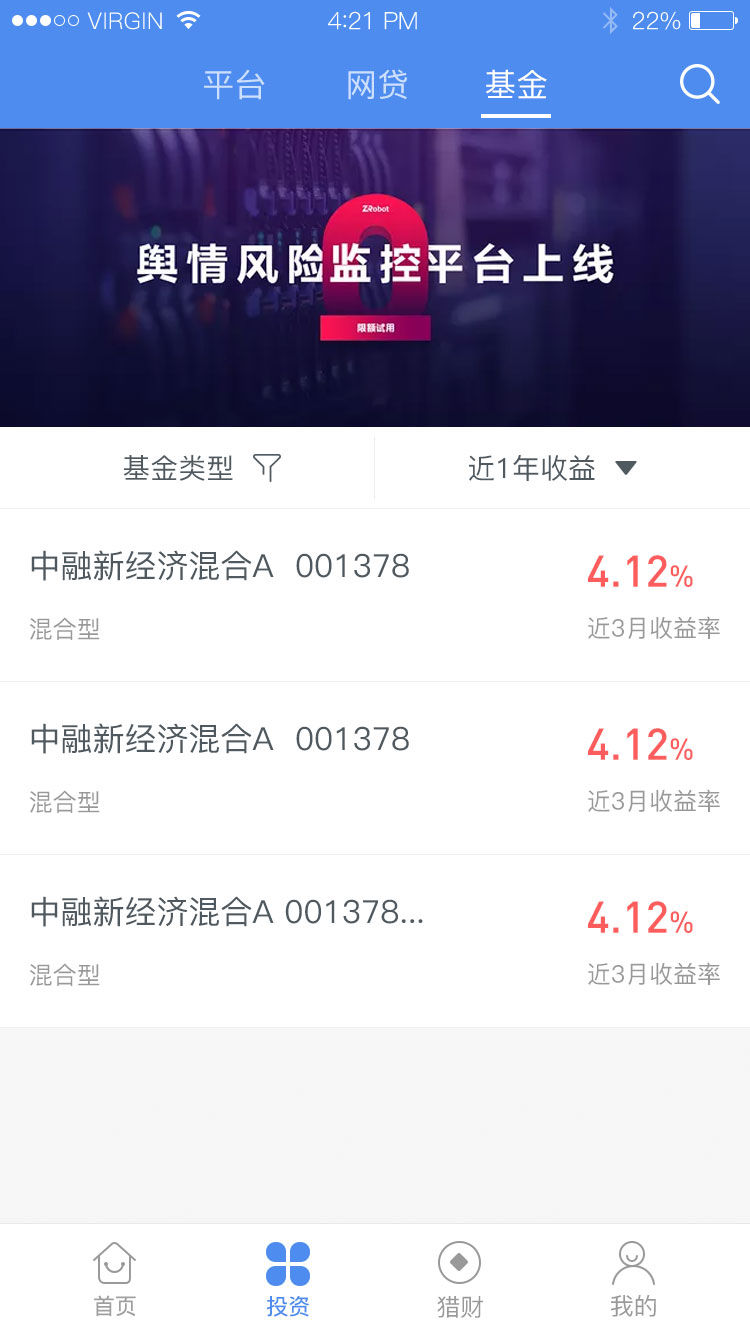 VIRGIN 4:21 PM 22%
平台 网贷 基金
ZRobot
舆情风险监控平台上线
限额试用
基金类型 近1年收益
中融新经济混合A 001378 4.12%
混合型 近3月收益率
中融新经济混合A 001378 4.12%
混合型 近3月收益率
中融新经济混合A 001378... 4.12%
混合型 近3月收益率
首页 投资 猎财 我的